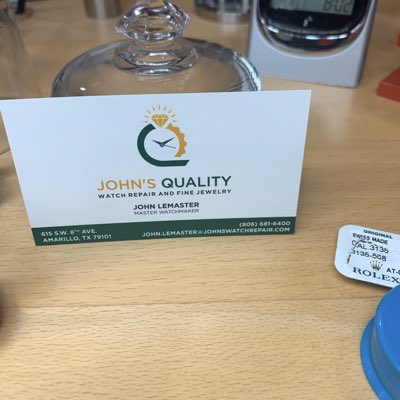 JOHN'S QUALITY
WATCH REPAIR AND FINE JEWELRY
JOHN LEMASTER
MASTER WATCHMAKER
615 S.W. 8TH AVE.
AMARILLO, TX 79101
(806) 681-6400
JOHN.LEMASTER@JOHNSWATCHREPAIR.COM
ORIGINAL
SWISS MADE
CAL.3135
3135-568
ROLEX